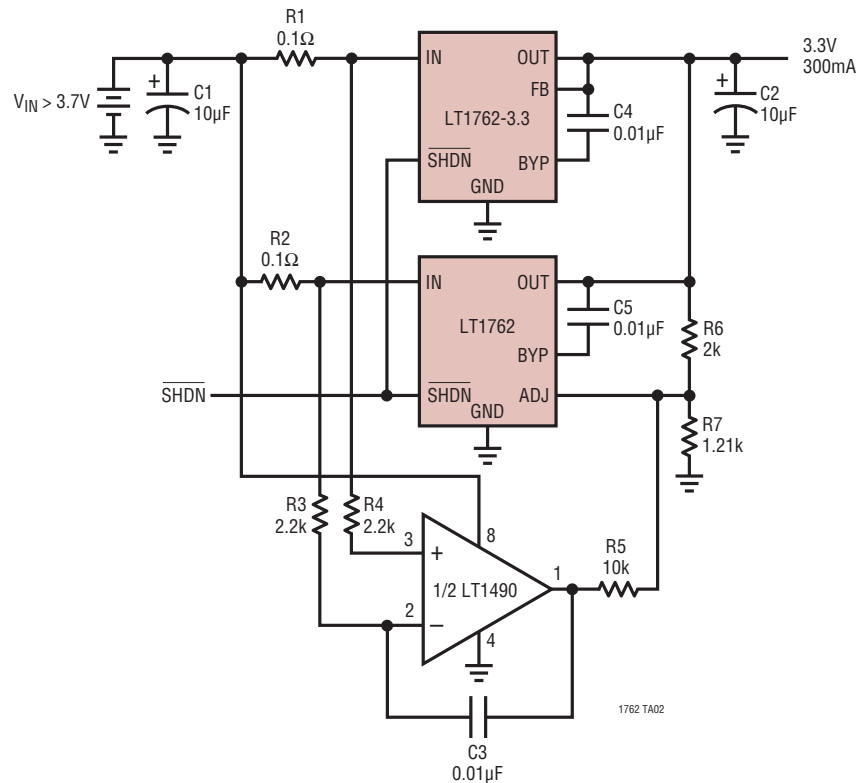 R1
0.1Ω
IN
OUT
3.3V
300mA
FB
VIN > 3.7V
+
C1
10µF
LT1762-3.3
C4
0.01µF
+
C2
10µF
SHDN
BYP
GND
R2
0.1Ω
IN
OUT
LT1762
C5
0.01µF
R6
2k
BYP
SHDN
SHDN
ADJ
GND
R7
1.21k
R3
2.2k
R4
2.2k
3
+
8
1/2 LT1490
1
R5
10k
2
–
4
C3
0.01µF
1762 TA02